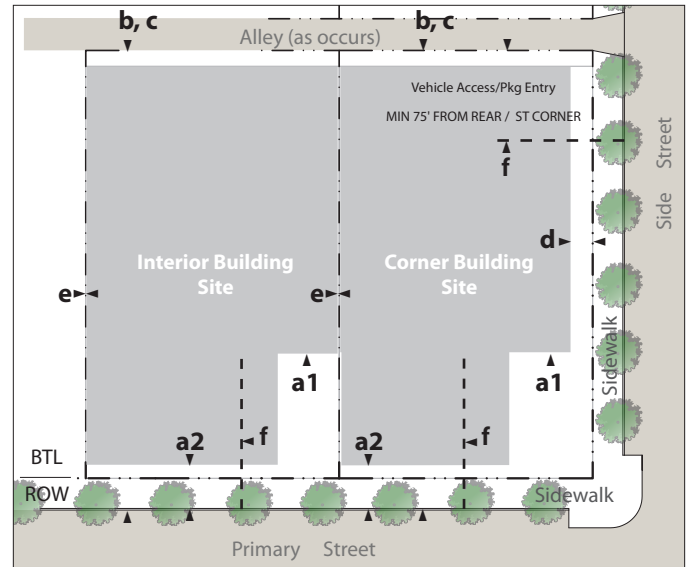 b, c
b, c
Alley (as occurs)
Vehicle Access/Pkg Entry
MIN 75' FROM REAR / ST CORNER
f
Side Street
d
Interior Building
Site
Corner Building
Site
e
e
Sidewalk
a1
a1
a2
f
a2
f
BTL
ROW
Sidewalk
Primary Street